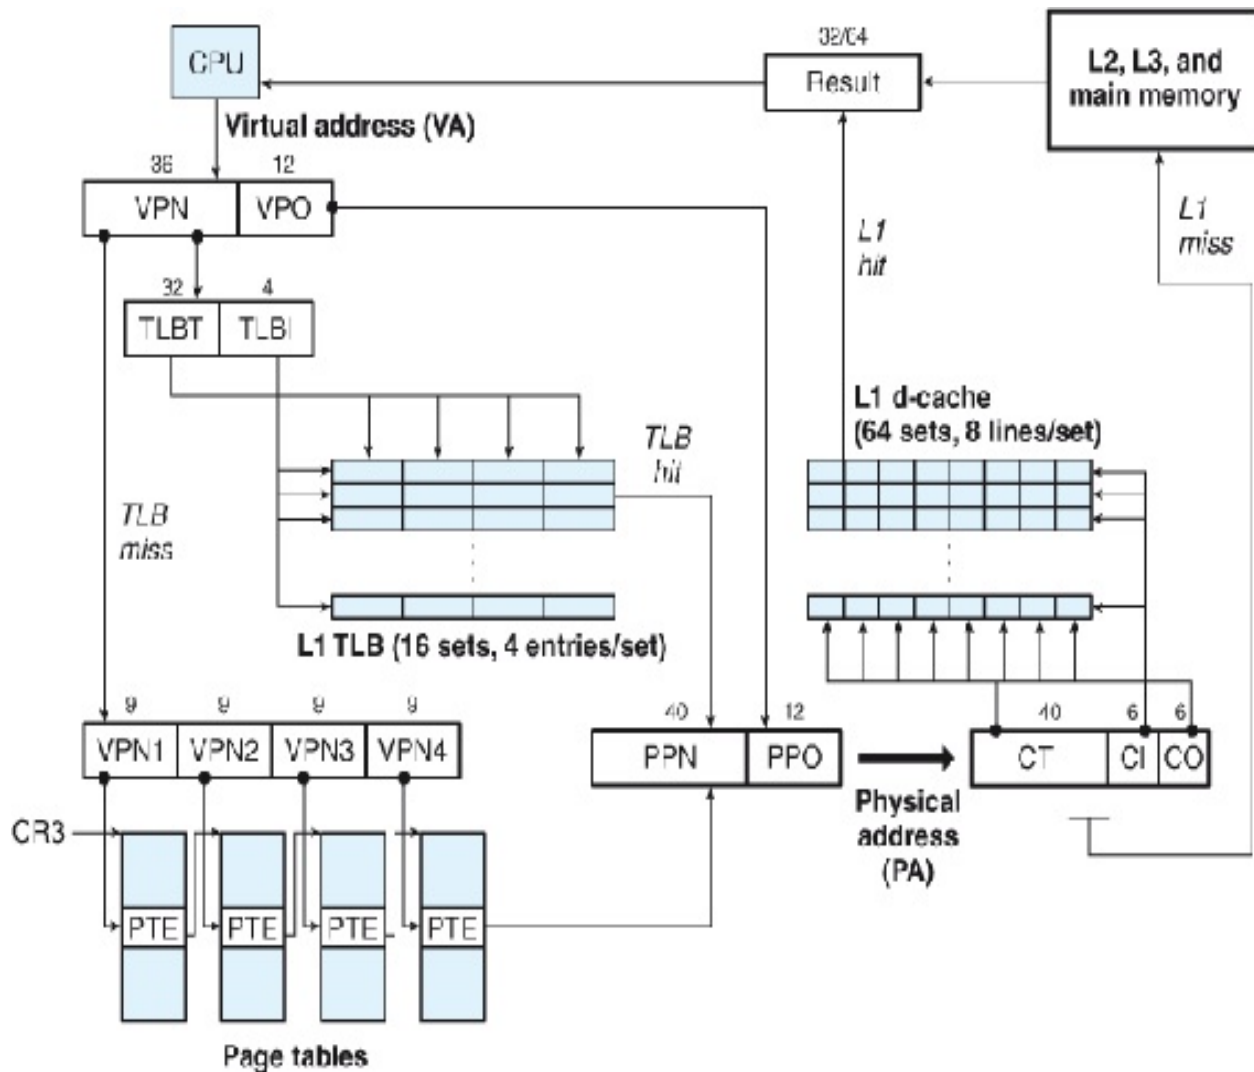 32/64
CPU
Result
L2, L3, and
main memory
Virtual address (VA)
36 12
VPN VPO
L1
hit
L1
miss
32 4
TLBT TLBI
L1 d-cache
(64 sets, 8 lines/set)
TLB
hit
TLB
miss
L1 TLB (16 sets, 4 entries/set)
9 9 9 9
VPN1 VPN2 VPN3 VPN4
40 12
PPN PPO
40 6 6
CT CI CO
Physical
address
(PA)
CR3
PTE PTE PTE PTE
Page tables